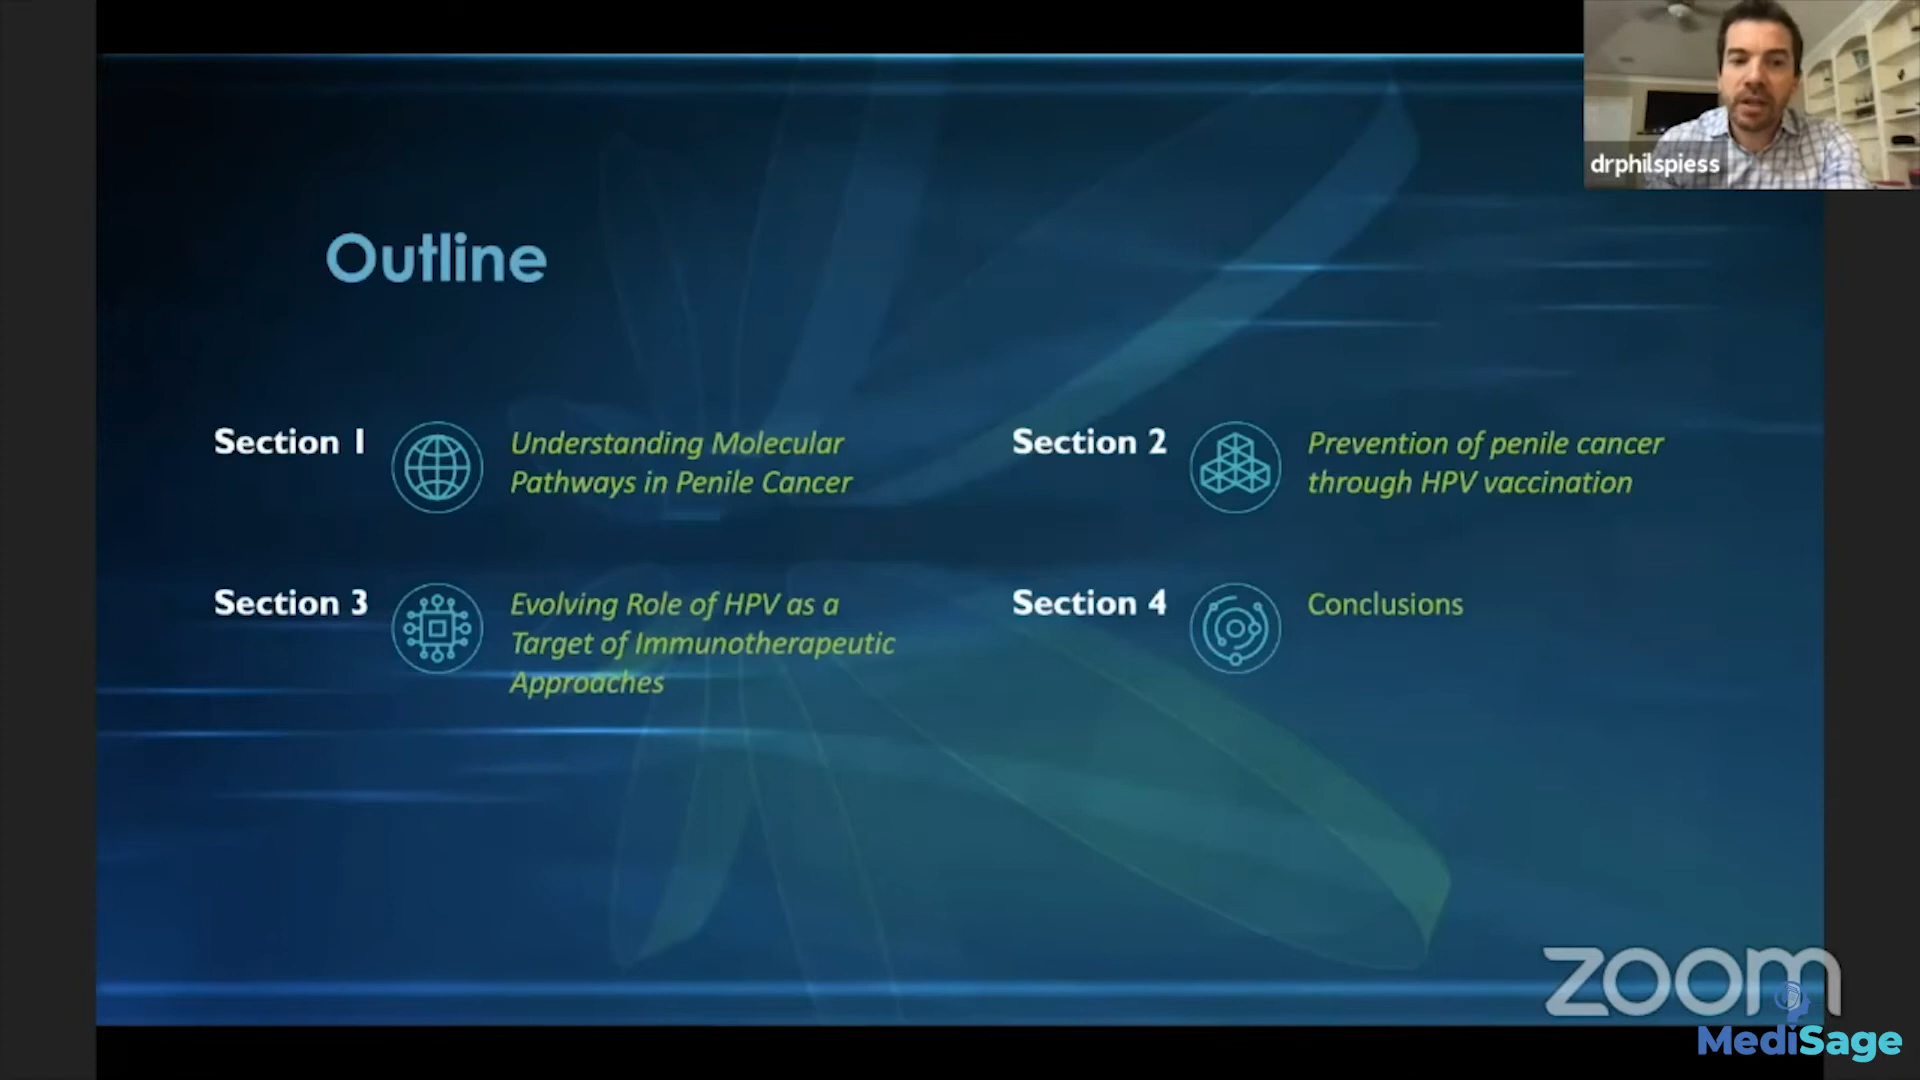 drphilspiess
Outline
Section 1
Understanding Molecular
Pathways in Penile Cancer
Section 2
Prevention of penile cancer
through HPV vaccination
Section 3
Evolving Role of HPV as a
Target of Immunotherapeutic
Approaches
Section 4
Conclusions
zoom
MediSage